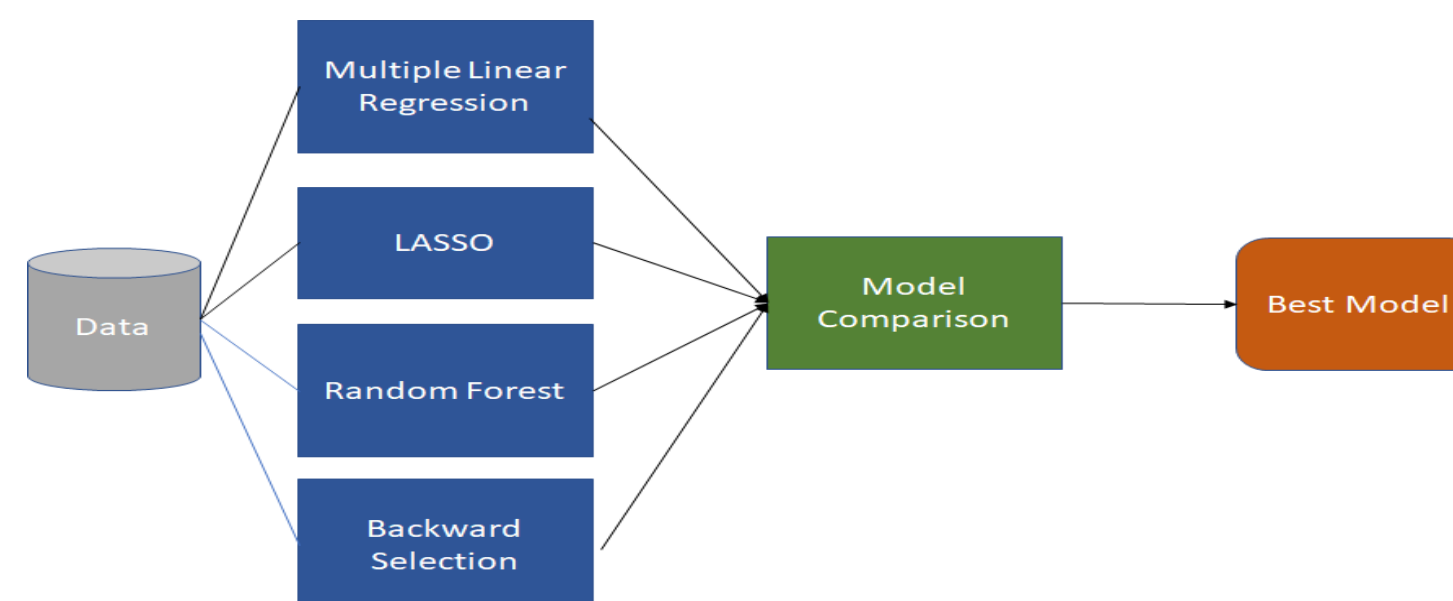 Multiple Linear
Regression
LASSO
Data
Random Forest
Backward
Selection
Model
Comparison
Best Model